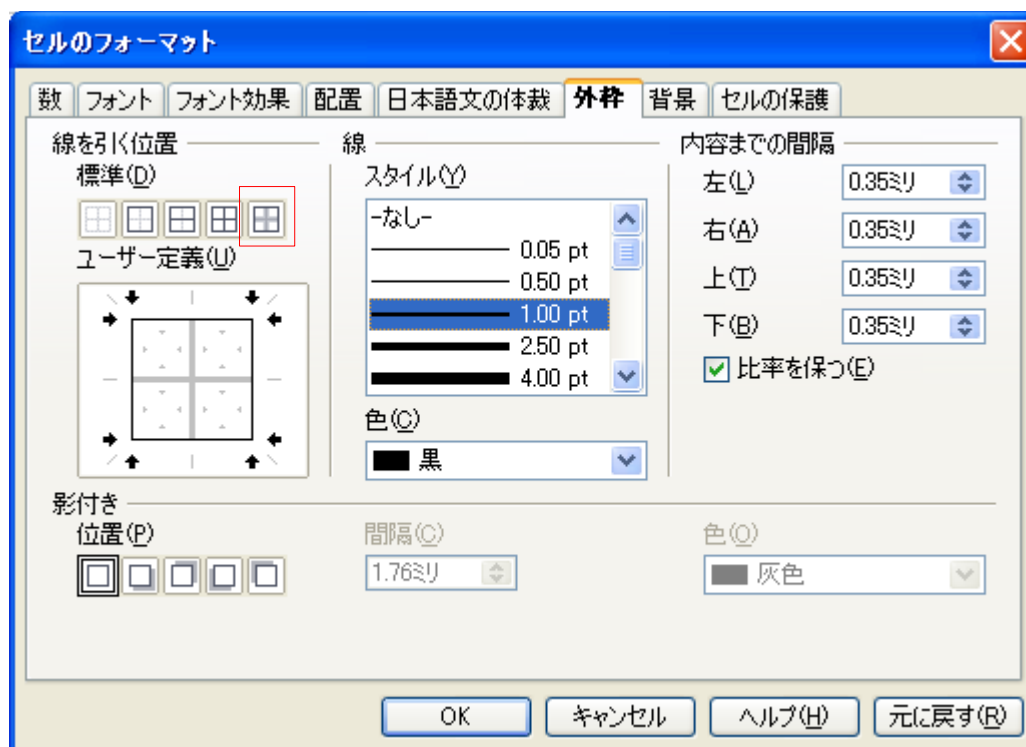 セルのフォーマット
数 フォント フォント効果 配置 日本語文の体裁 外枠 背景 セルの保護
線を引く位置
標準(D)
ユーザー定義(U)
線
スタイル(Y)
-なし-
0.05 pt
0.50 pt
1.00 pt
2.50 pt
4.00 pt
色(C)
黒
内容までの間隔
左(L) 0.35ミリ
右(A) 0.35ミリ
上(T) 0.35ミリ
下(B) 0.35ミリ
比率を保つ(E)
影付き
位置(P)
間隔(C)
1.76ミリ
色(O)
灰色
OK キャンセル ヘルプ(H) 元に戻す(R)